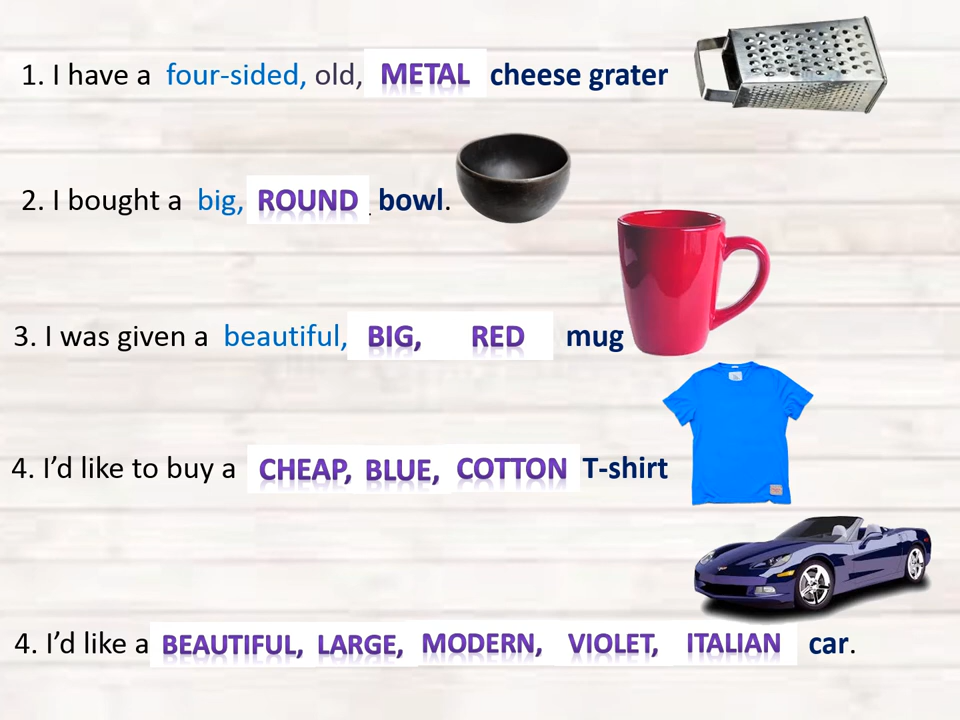 1. I have a four-sided, old, METAL cheese grater
2. I bought a big, ROUND bowl.
3. I was given a beautiful, BIG, RED mug
4. I’d like to buy a CHEAP, BLUE, COTTON T-shirt
4. I’d like a BEAUTIFUL, LARGE, MODERN, VIOLET, ITALIAN car.